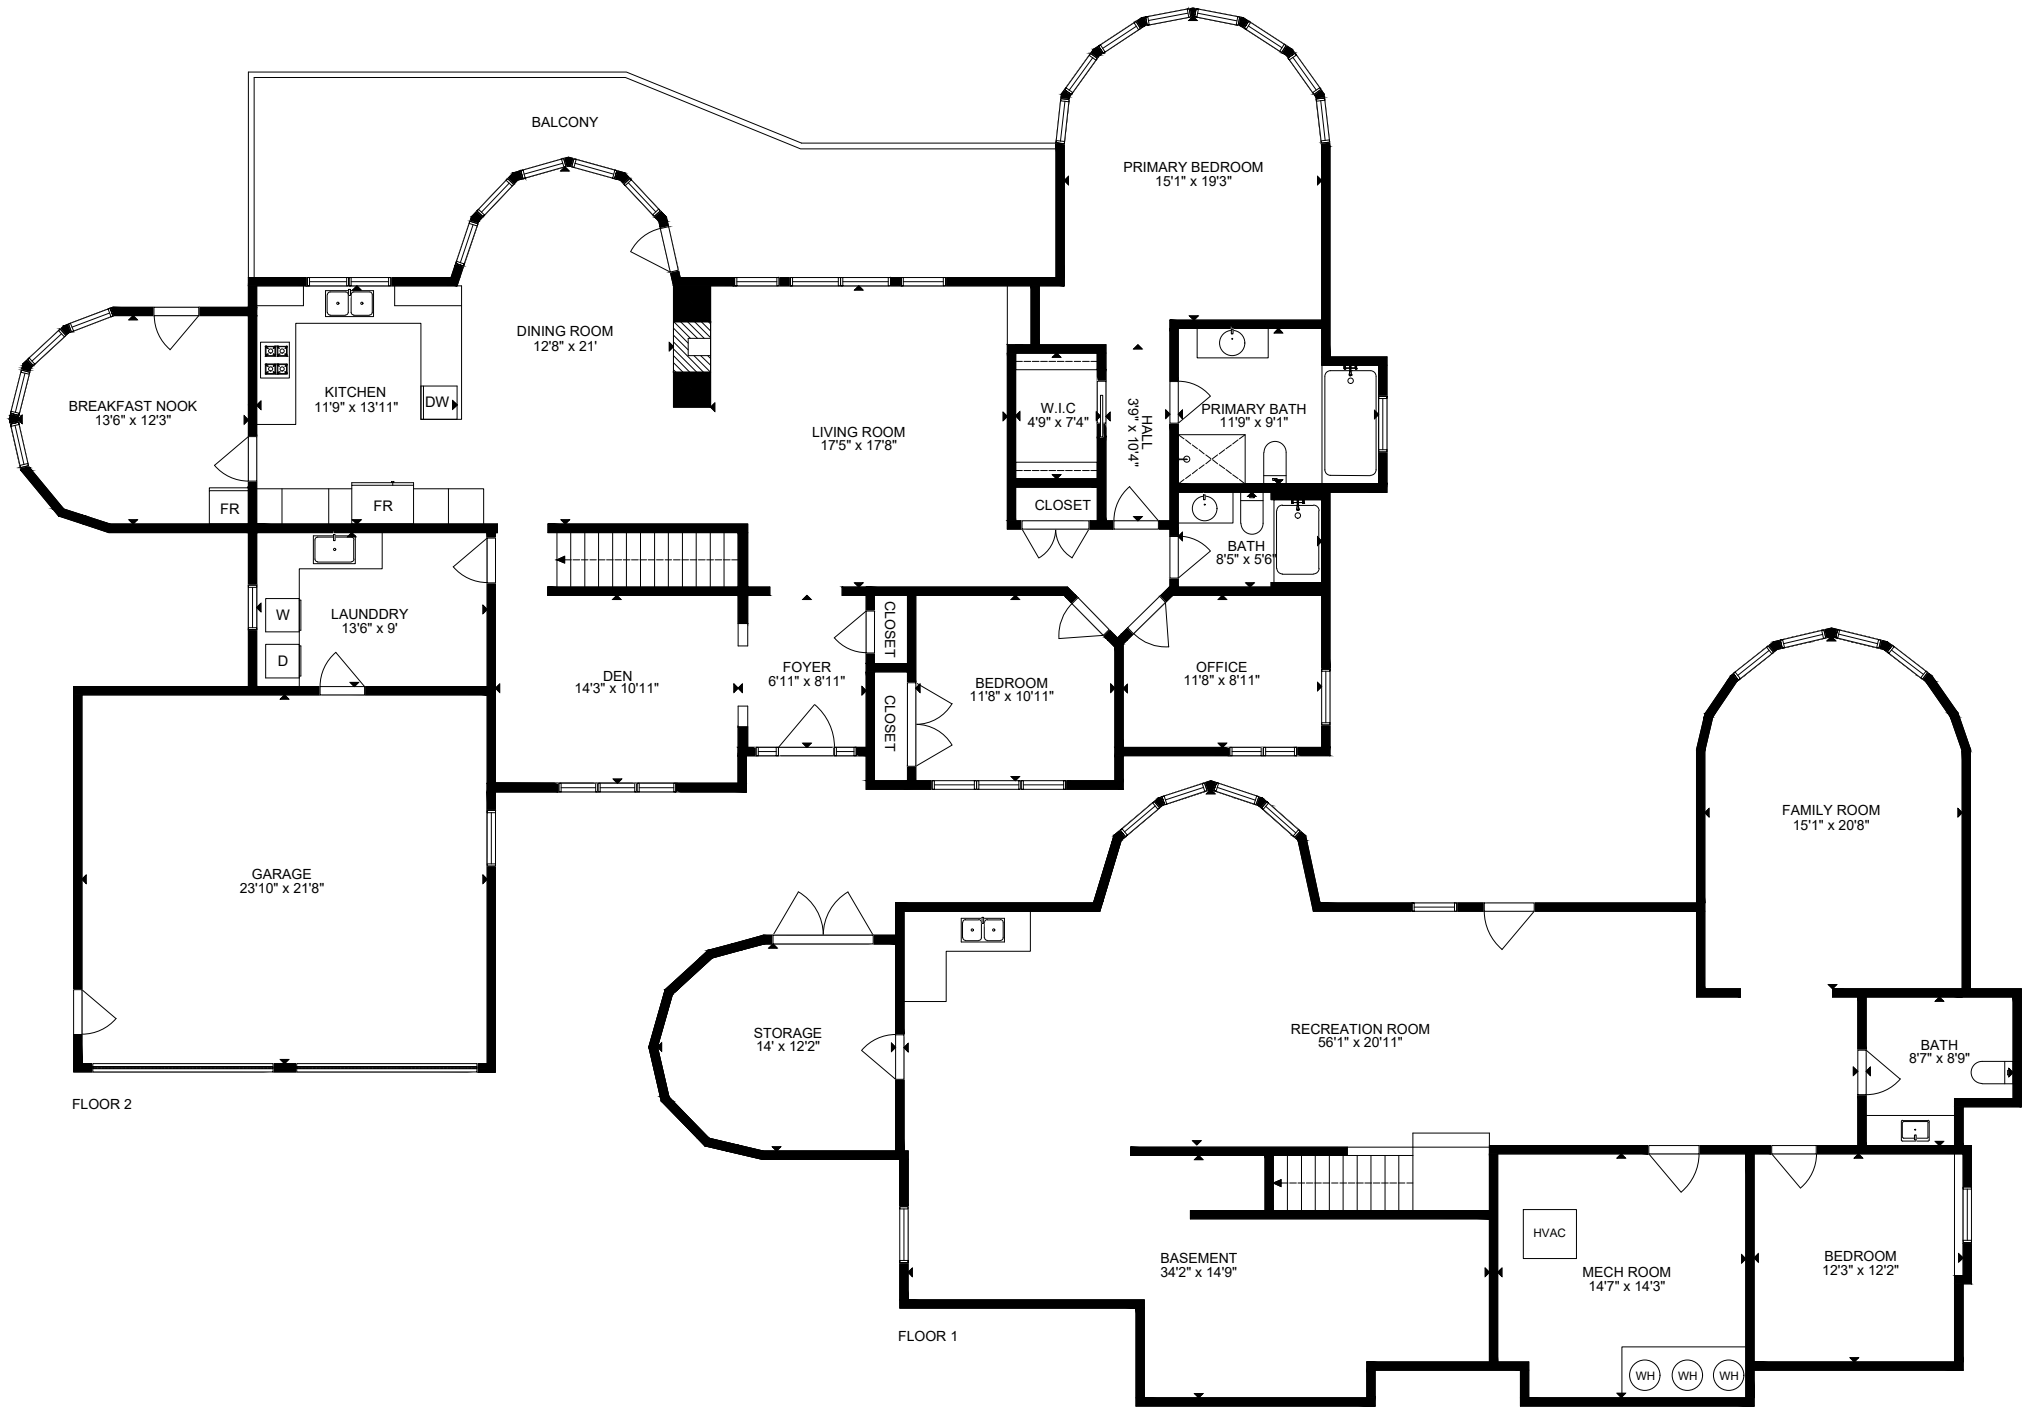 BALCONY
PRIMARY BEDROOM
15'1" x 19'3"
DINING ROOM
12'8" x 21'
KITCHEN
11'9" x 13'11"
DW
BREAKFAST NOOK
13'6" x 12'3"
FR
FR
LIVING ROOM
17'5" x 17'8"
W.I.C
4'9" x 7'4"
HALL
3'9" x 10'4"
PRIMARY BATH
11'9" x 9'1"
CLOSET
BATH
8'5" x 5'6"
LAUNDDRY
13'6" x 9'
W
D
DEN
14'3" x 10'11"
FOYER
6'11" x 8'11"
CLOSET
CLOSET
BEDROOM
11'8" x 10'11"
OFFICE
11'8" x 8'11"
GARAGE
23'10" x 21'8"
FLOOR 2
FAMILY ROOM
15'1" x 20'8"
STORAGE
14' x 12'2"
RECREATION ROOM
56'1" x 20'11"
BATH
8'7" x 8'9"
BASEMENT
34'2" x 14'9"
HVAC
MECH ROOM
14'7" x 14'3"
BEDROOM
12'3" x 12'2"
WH
WH
WH
FLOOR 1